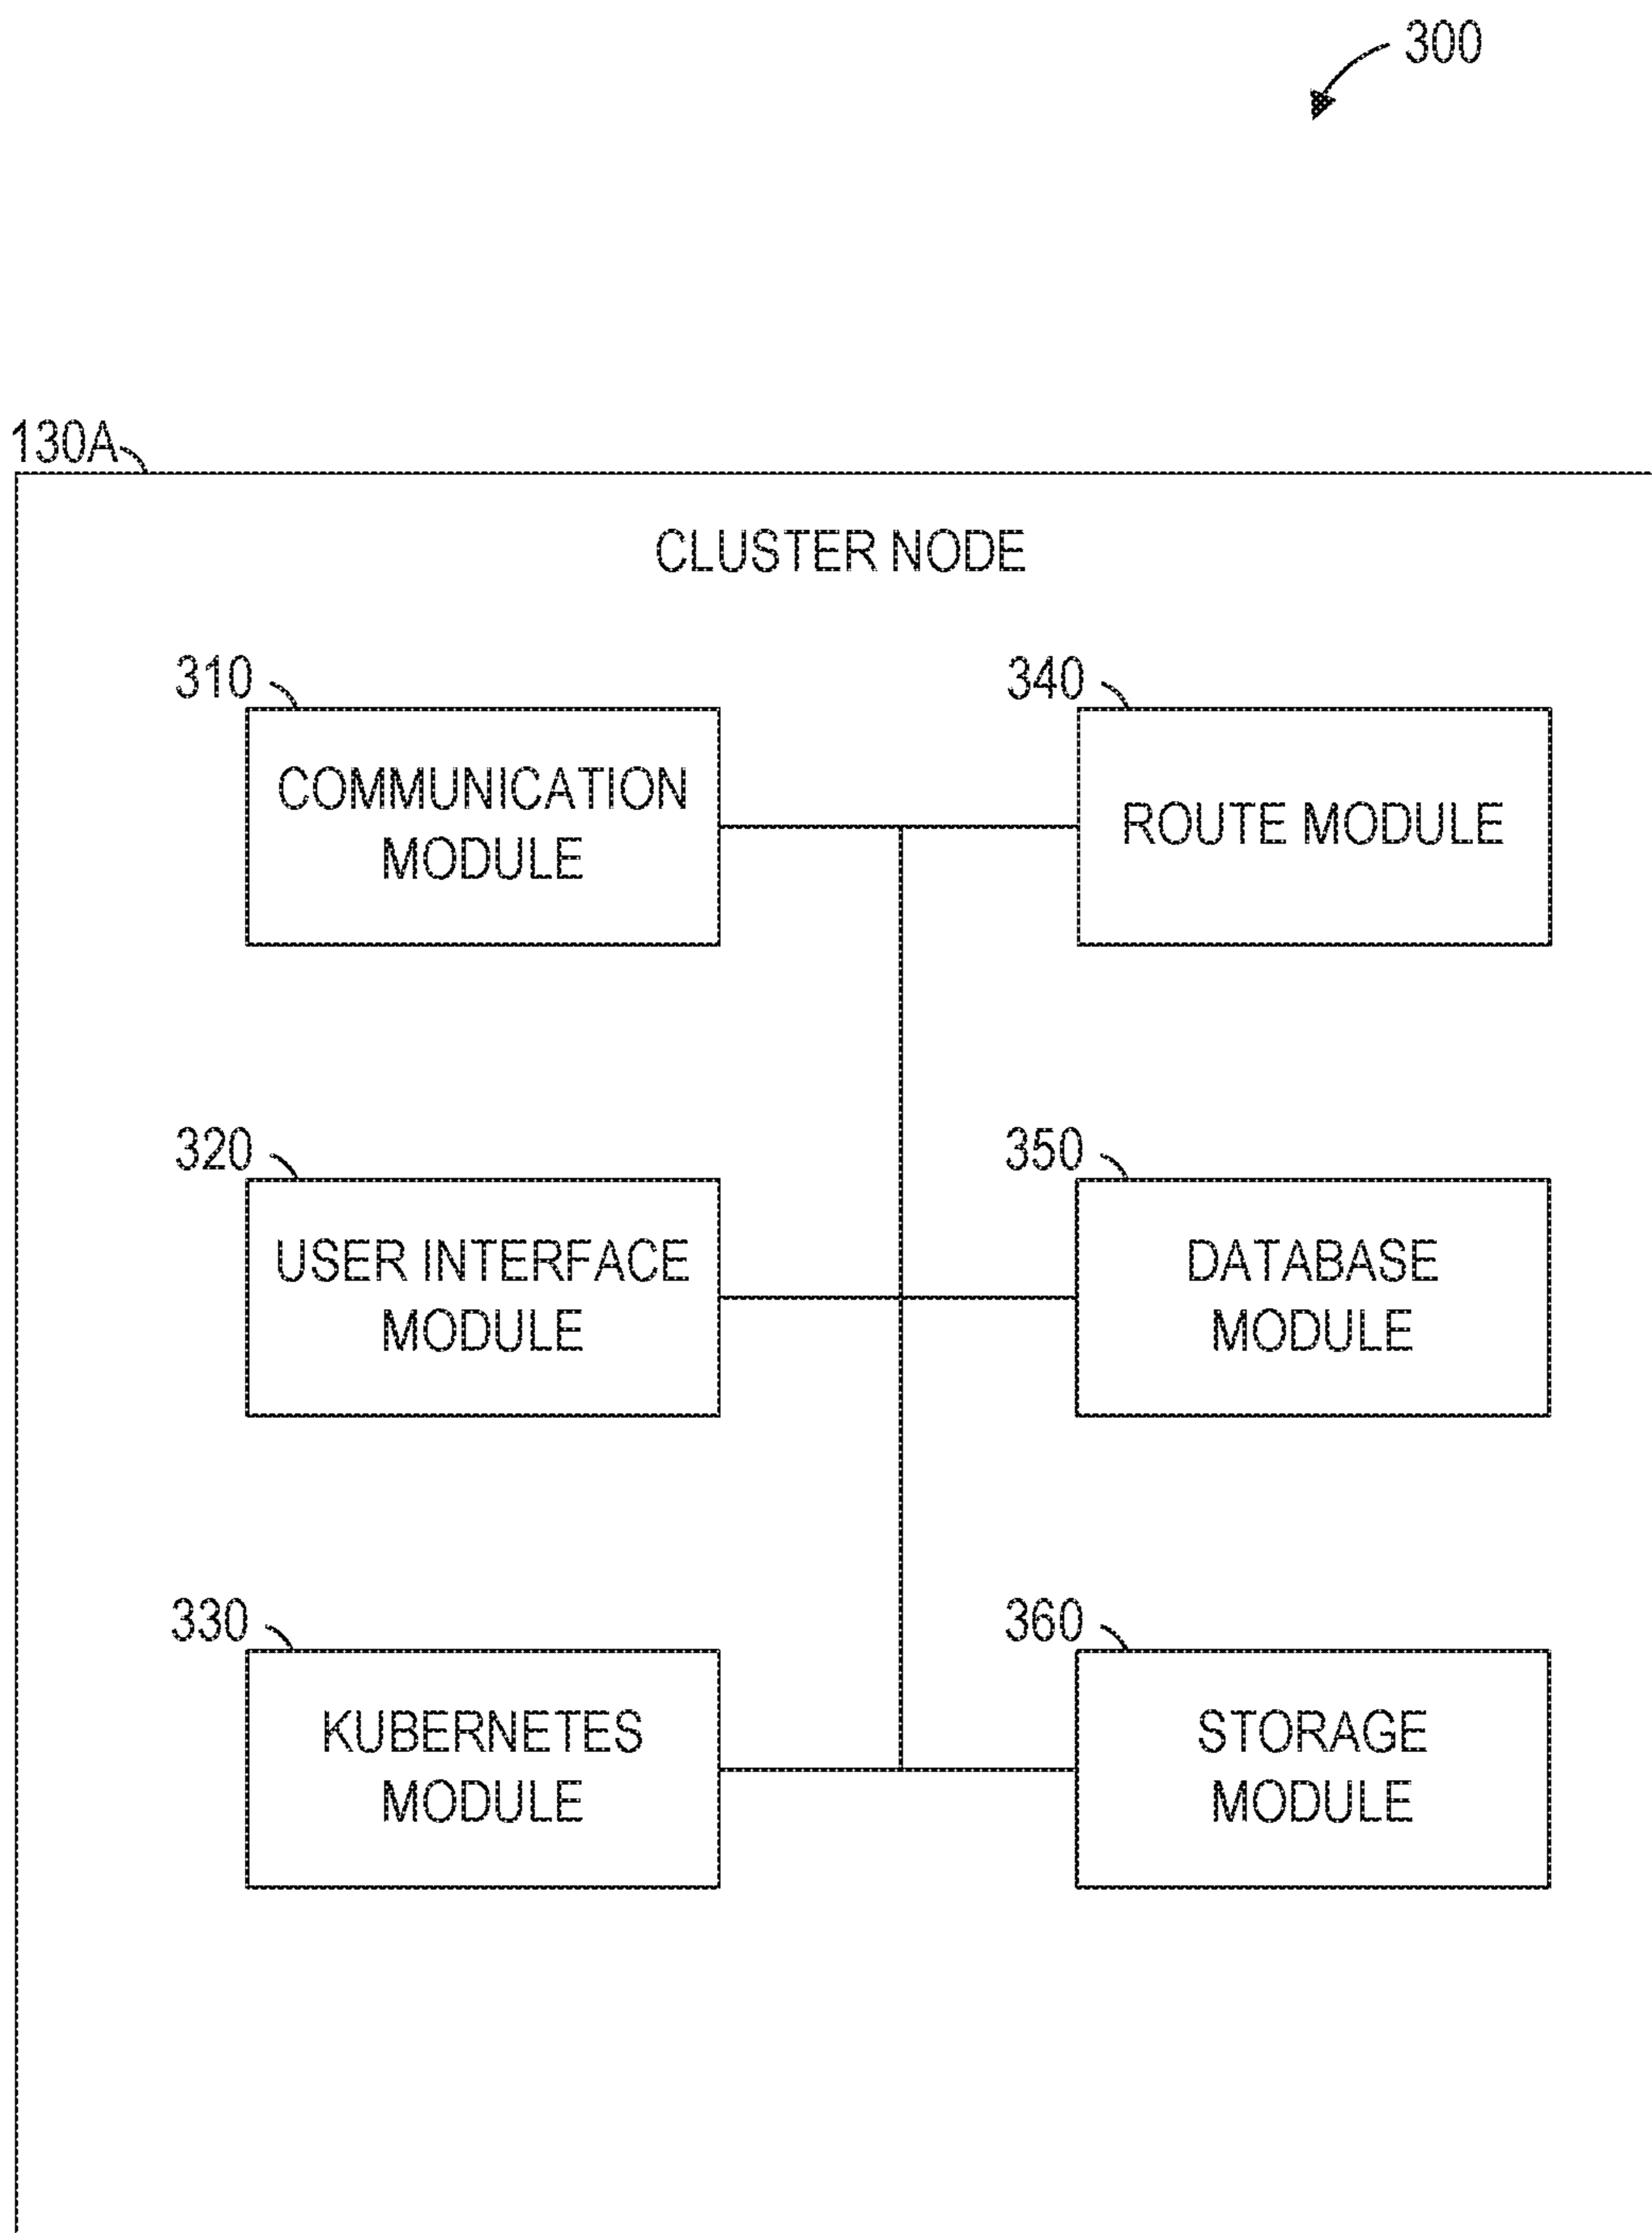 300
130A
CLUSTER NODE
310
COMMUNICATION
MODULE
340
ROUTE MODULE
320
USER INTERFACE
MODULE
350
DATABASE
MODULE
330
KUBERNETES
MODULE
360
STORAGE
MODULE